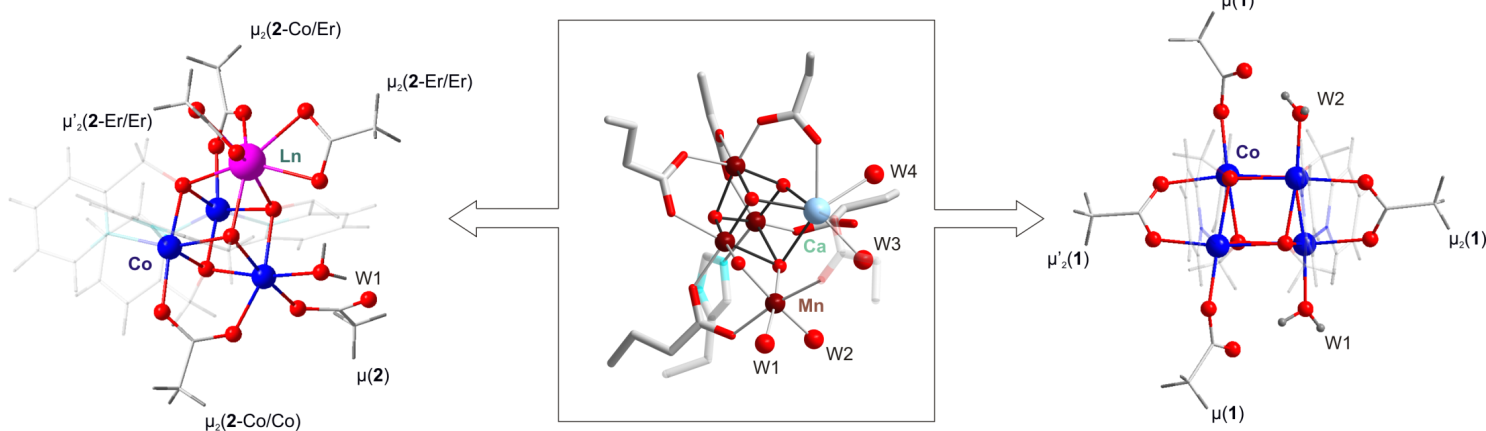 μ₂(2-Co/Er)
μ₂(2-Er/Er)
μ'₂(2-Er/Er)
Ln
Co
W1
μ(2)
μ₂(2-Co/Co)
W4
Ca
W3
Mn
W2
W1
μ(1)
W2
Co
μ'₂(1)
μ₂(1)
W1
μ(1)